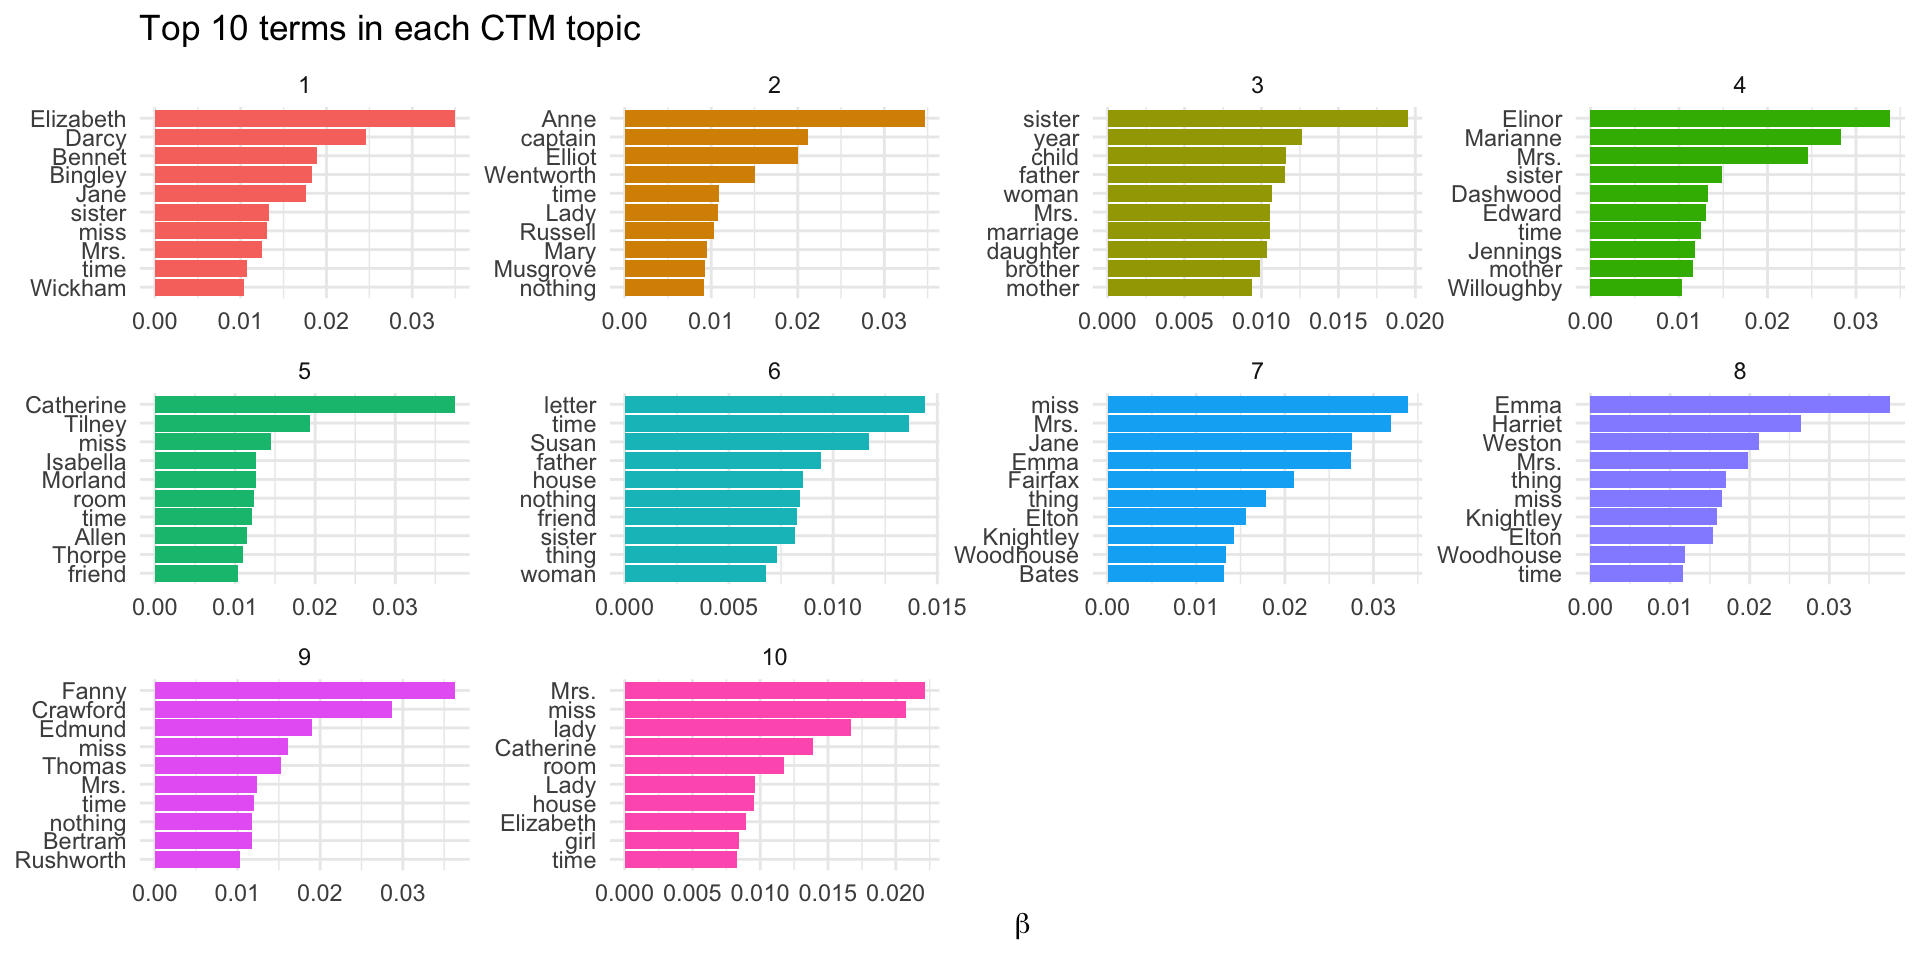 Top 10 terms in each CTM topic
1
Elizabeth
Darcy
Bennet
Bingley
Jane
sister
miss
Mrs.
time
Wickham
0.00 0.01 0.02 0.03
2
Anne
captain
Elliot
Wentworth
time
Lady
Russell
Mary
Musgrove
nothing
0.00 0.01 0.02 0.03
3
sister
year
child
father
woman
Mrs.
marriage
daughter
brother
mother
0.000 0.005 0.010 0.015 0.020
4
Elinor
Marianne
Mrs.
sister
Dashwood
Edward
time
Jennings
mother
Willoughby
0.00 0.01 0.02 0.03
5
Catherine
Tilney
miss
Isabella
Morland
room
time
Allen
Thorpe
friend
0.00 0.01 0.02 0.03
6
letter
time
Susan
father
house
nothing
friend
sister
thing
woman
0.000 0.005 0.010 0.015
7
miss
Mrs.
Jane
Emma
Fairfax
thing
Elton
Knightley
Woodhouse
Bates
0.00 0.01 0.02 0.03
8
Emma
Harriet
Weston
Mrs.
thing
miss
Knightley
Elton
Woodhouse
time
0.00 0.01 0.02 0.03
9
Fanny
Crawford
Edmund
miss
Thomas
Mrs.
time
nothing
Bertram
Rushworth
0.00 0.01 0.02 0.03
10
Mrs.
miss
lady
Catherine
room
Lady
house
Elizabeth
girl
time
0.000 0.005 0.010 0.015 0.020
β